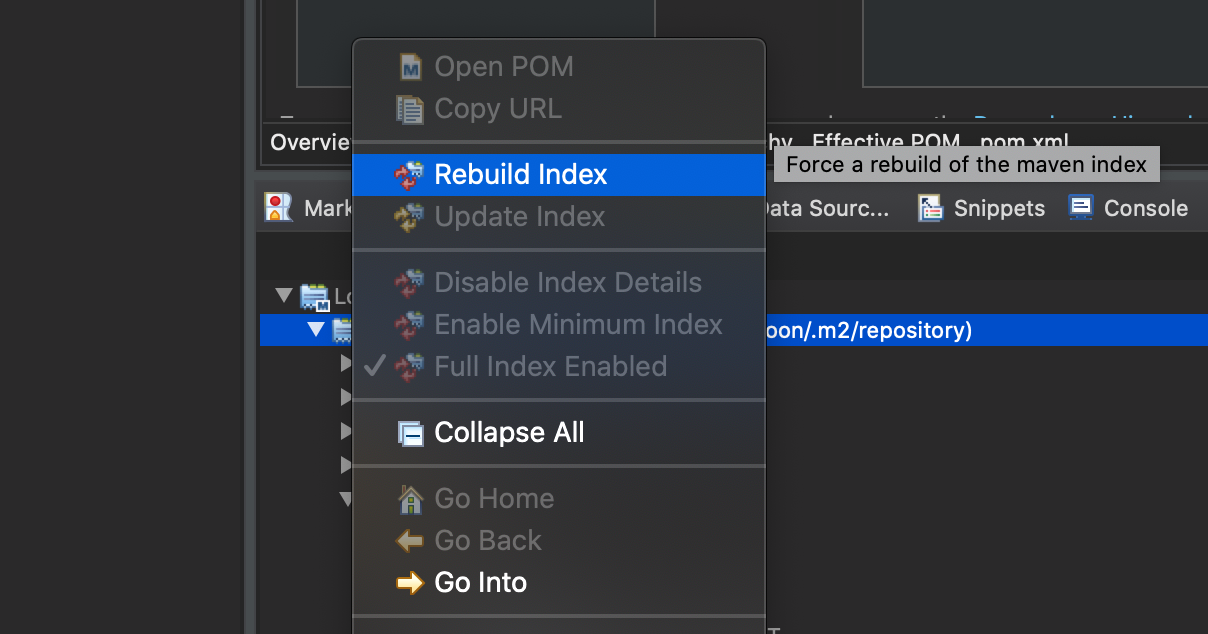 Open POM
Copy URL
Overvie
hy Effective POM pom.xml
Rebuild Index
Force a rebuild of the maven index
Update Index
Mark
Data Sourc...
Snippets
Console
Disable Index Details
Lo
Enable Minimum Index
oon/.m2/repository)
Full Index Enabled
Collapse All
Go Home
Go Back
Go Into